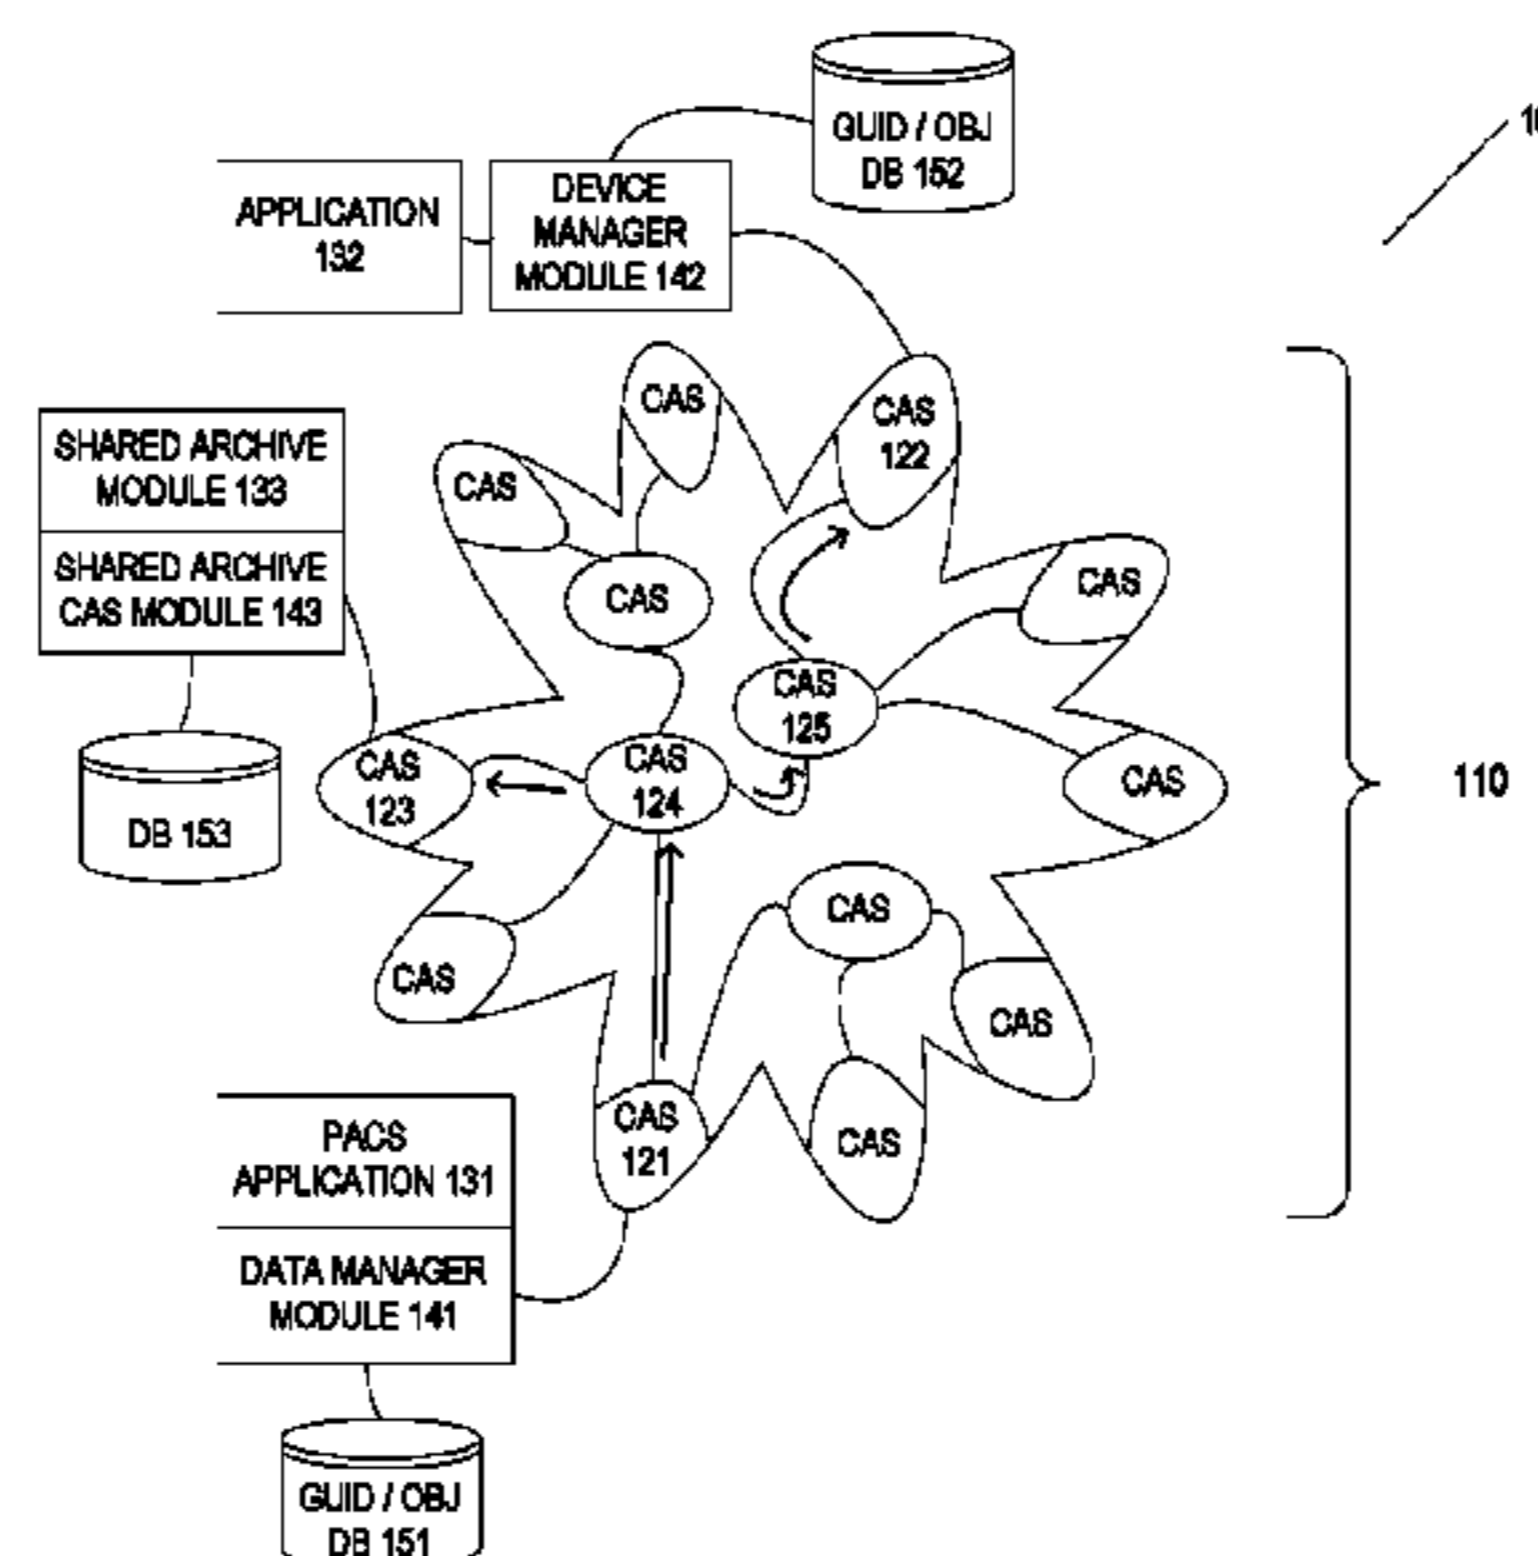 GUID / OBJ
DB 152
APPLICATION
132
DEVICE
MANAGER
MODULE 142
CAS
CAS
122
SHARED ARCHIVE
MODULE 133
SHARED ARCHIVE
CAS MODULE 143
CAS
CAS
CAS
CAS
125
CAS
123
CAS
124
CAS
DB 153
110
CAS
CAS
CAS
CAS
121
CAS
PACS
APPLICATION 131
DATA MANAGER
MODULE 141
GUID / OBJ
DB 151